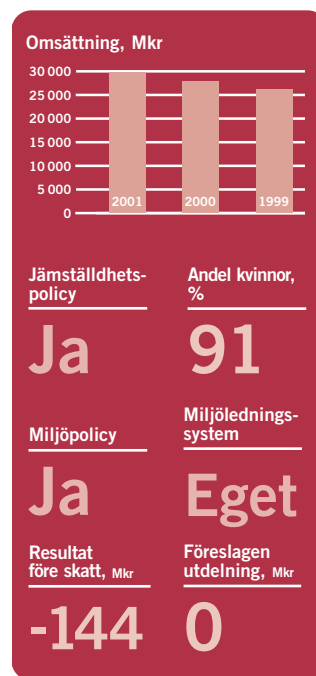 Omsättning, Mkr
30 000
25 000
20 000
15 000
10 000
5 000
0
2001 2000 1999
Jämställdhets-
policy
Ja
Andel kvinnor,
%
91
Miljöpolicy
Ja
Miljölednings-
system
Eget
Resultat
före skatt, Mkr
-144
Föreslagen
utdelning, Mkr
0